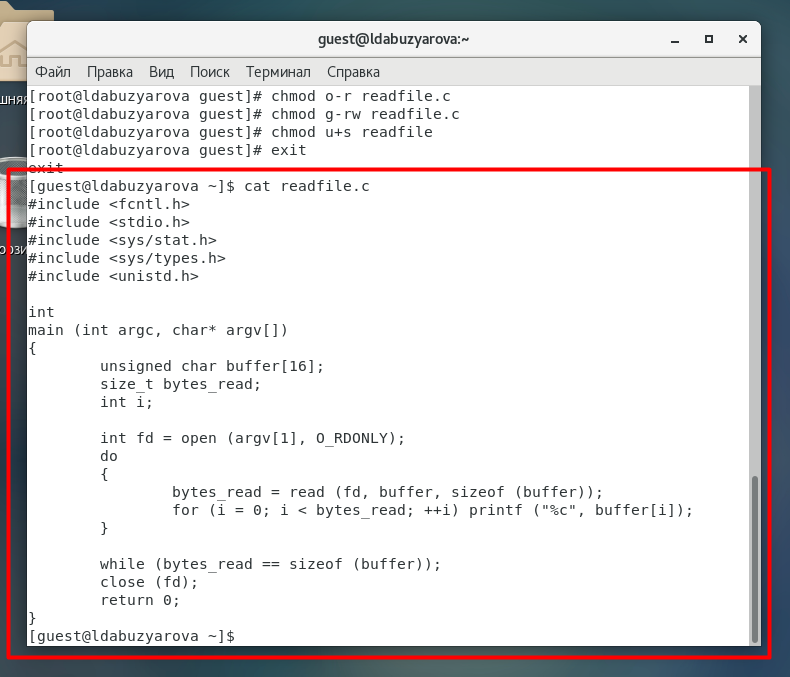 guest@ldabuzyarova:~
Файл Правка Вид Поиск Терминал Справка
[root@ldabuzyarova guest]# chmod o-r readfile.c
[root@ldabuzyarova guest]# chmod g-rw readfile.c
[root@ldabuzyarova guest]# chmod u+s readfile
[root@ldabuzyarova guest]# exit
exit
[guest@ldabuzyarova ~]$ cat readfile.c
#include <fcntl.h>
#include <stdio.h>
#include <sys/stat.h>
#include <sys/types.h>
#include <unistd.h>

int
main (int argc, char* argv[])
{
        unsigned char buffer[16];
        size_t bytes_read;
        int i;

        int fd = open (argv[1], O_RDONLY);
        do
        {
                bytes_read = read (fd, buffer, sizeof (buffer));
                for (i = 0; i < bytes_read; ++i) printf ("%c", buffer[i]);
        }

        while (bytes_read == sizeof (buffer));
        close (fd);
        return 0;
}
[guest@ldabuzyarova ~]$